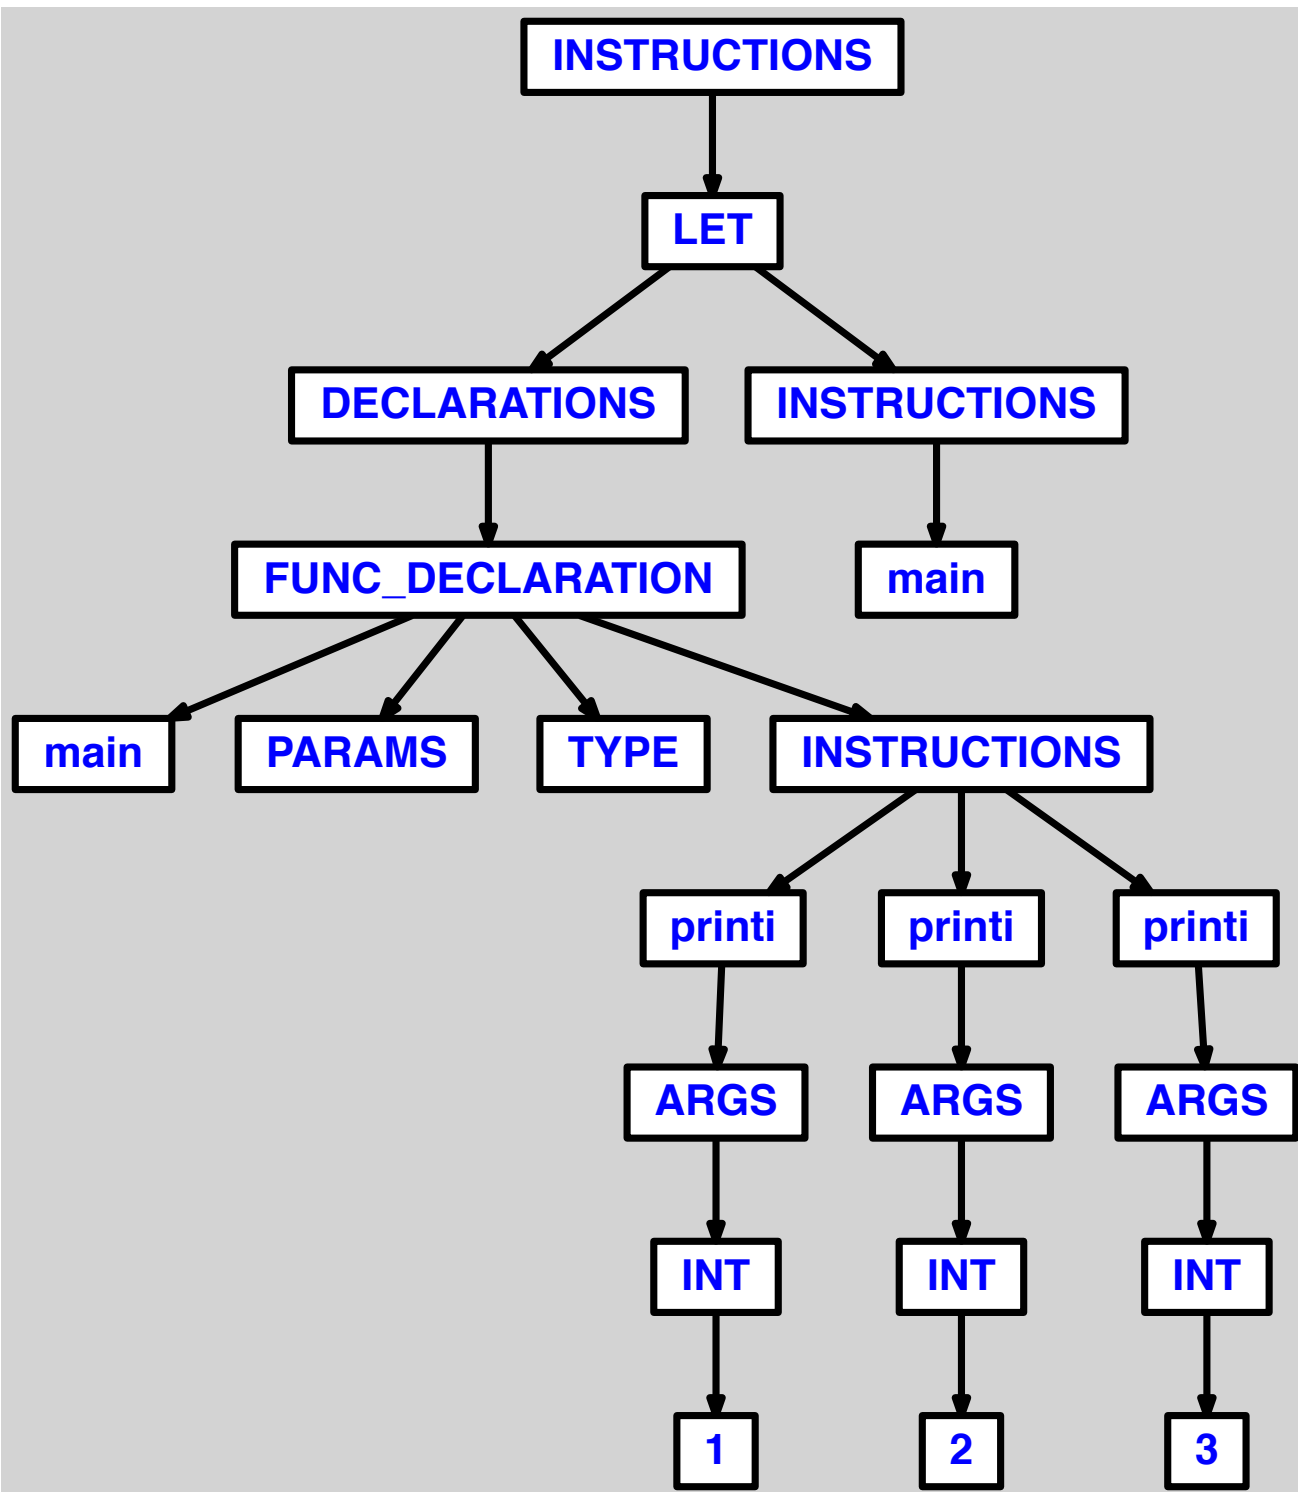 INSTRUCTIONS
LET
DECLARATIONS
INSTRUCTIONS
FUNC_DECLARATION
main
main
PARAMS
TYPE
INSTRUCTIONS
printi
printi
printi
ARGS
ARGS
ARGS
INT
INT
INT
1
2
3